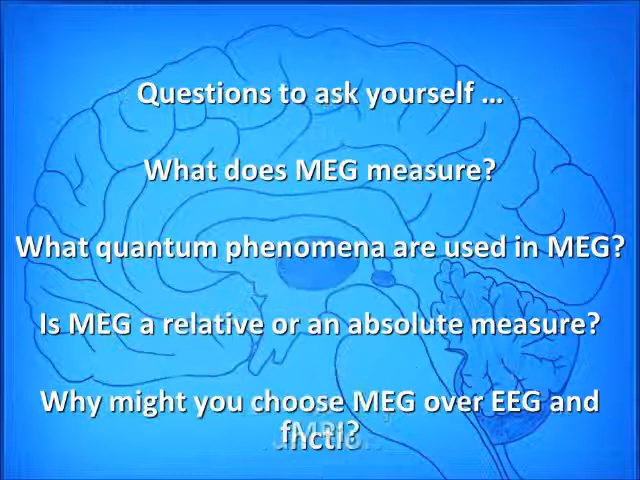 Questions to ask yourself ...
What does MEG measure?
What quantum phenomena are used in MEG?
Is MEG a relative or an absolute measure?
Why might you choose MEG over EEG and